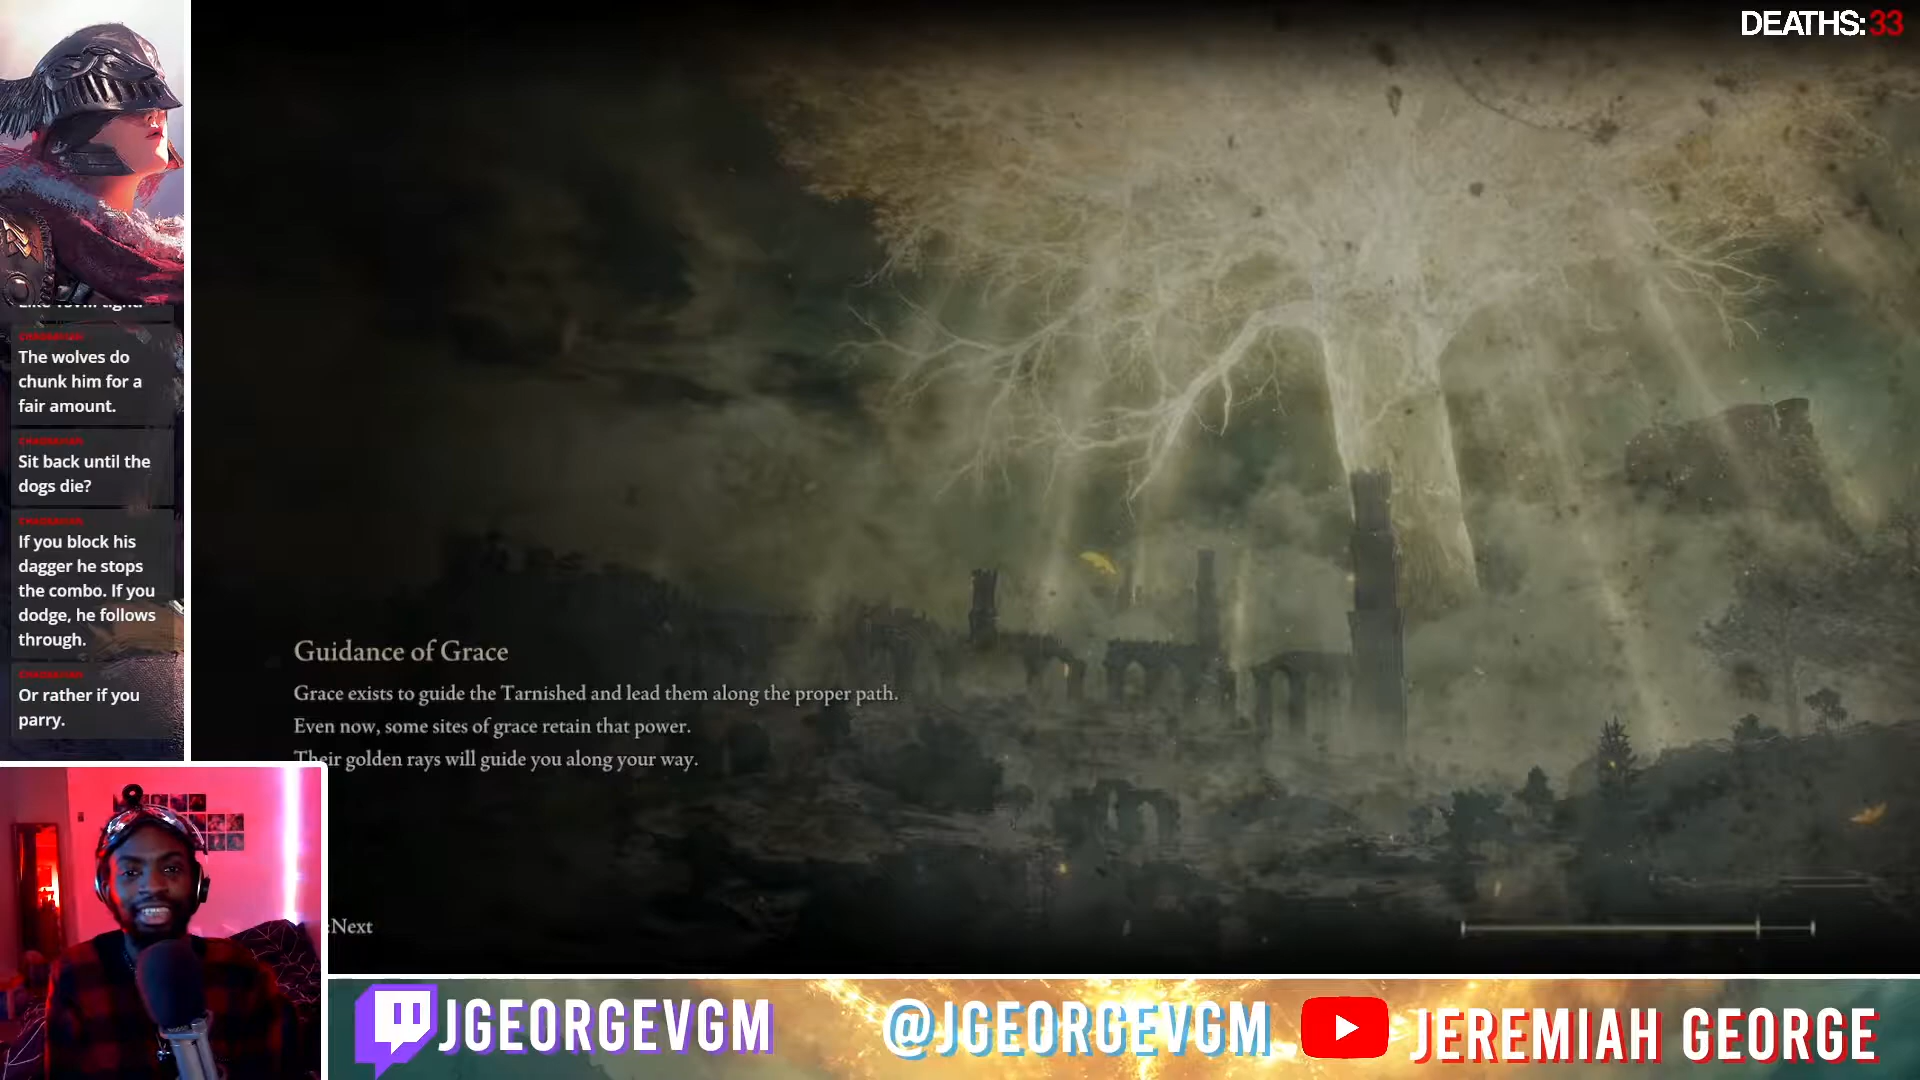 DEATHS:33
The wolves do
chunk him for a
fair amount.
Sit back until the
dogs die?
If you block his
dagger he stops
the combo. If you
dodge, he follows
through.
Or rather if you
parry.
Guidance of Grace
Grace exists to guide the Tarnished and lead them along the proper path.
Even now, some sites of grace retain that power.
Their golden rays will guide you along your way.
:Next
JGEORGEVGM
@JGEORGEVGM
JEREMIAH GEORGE